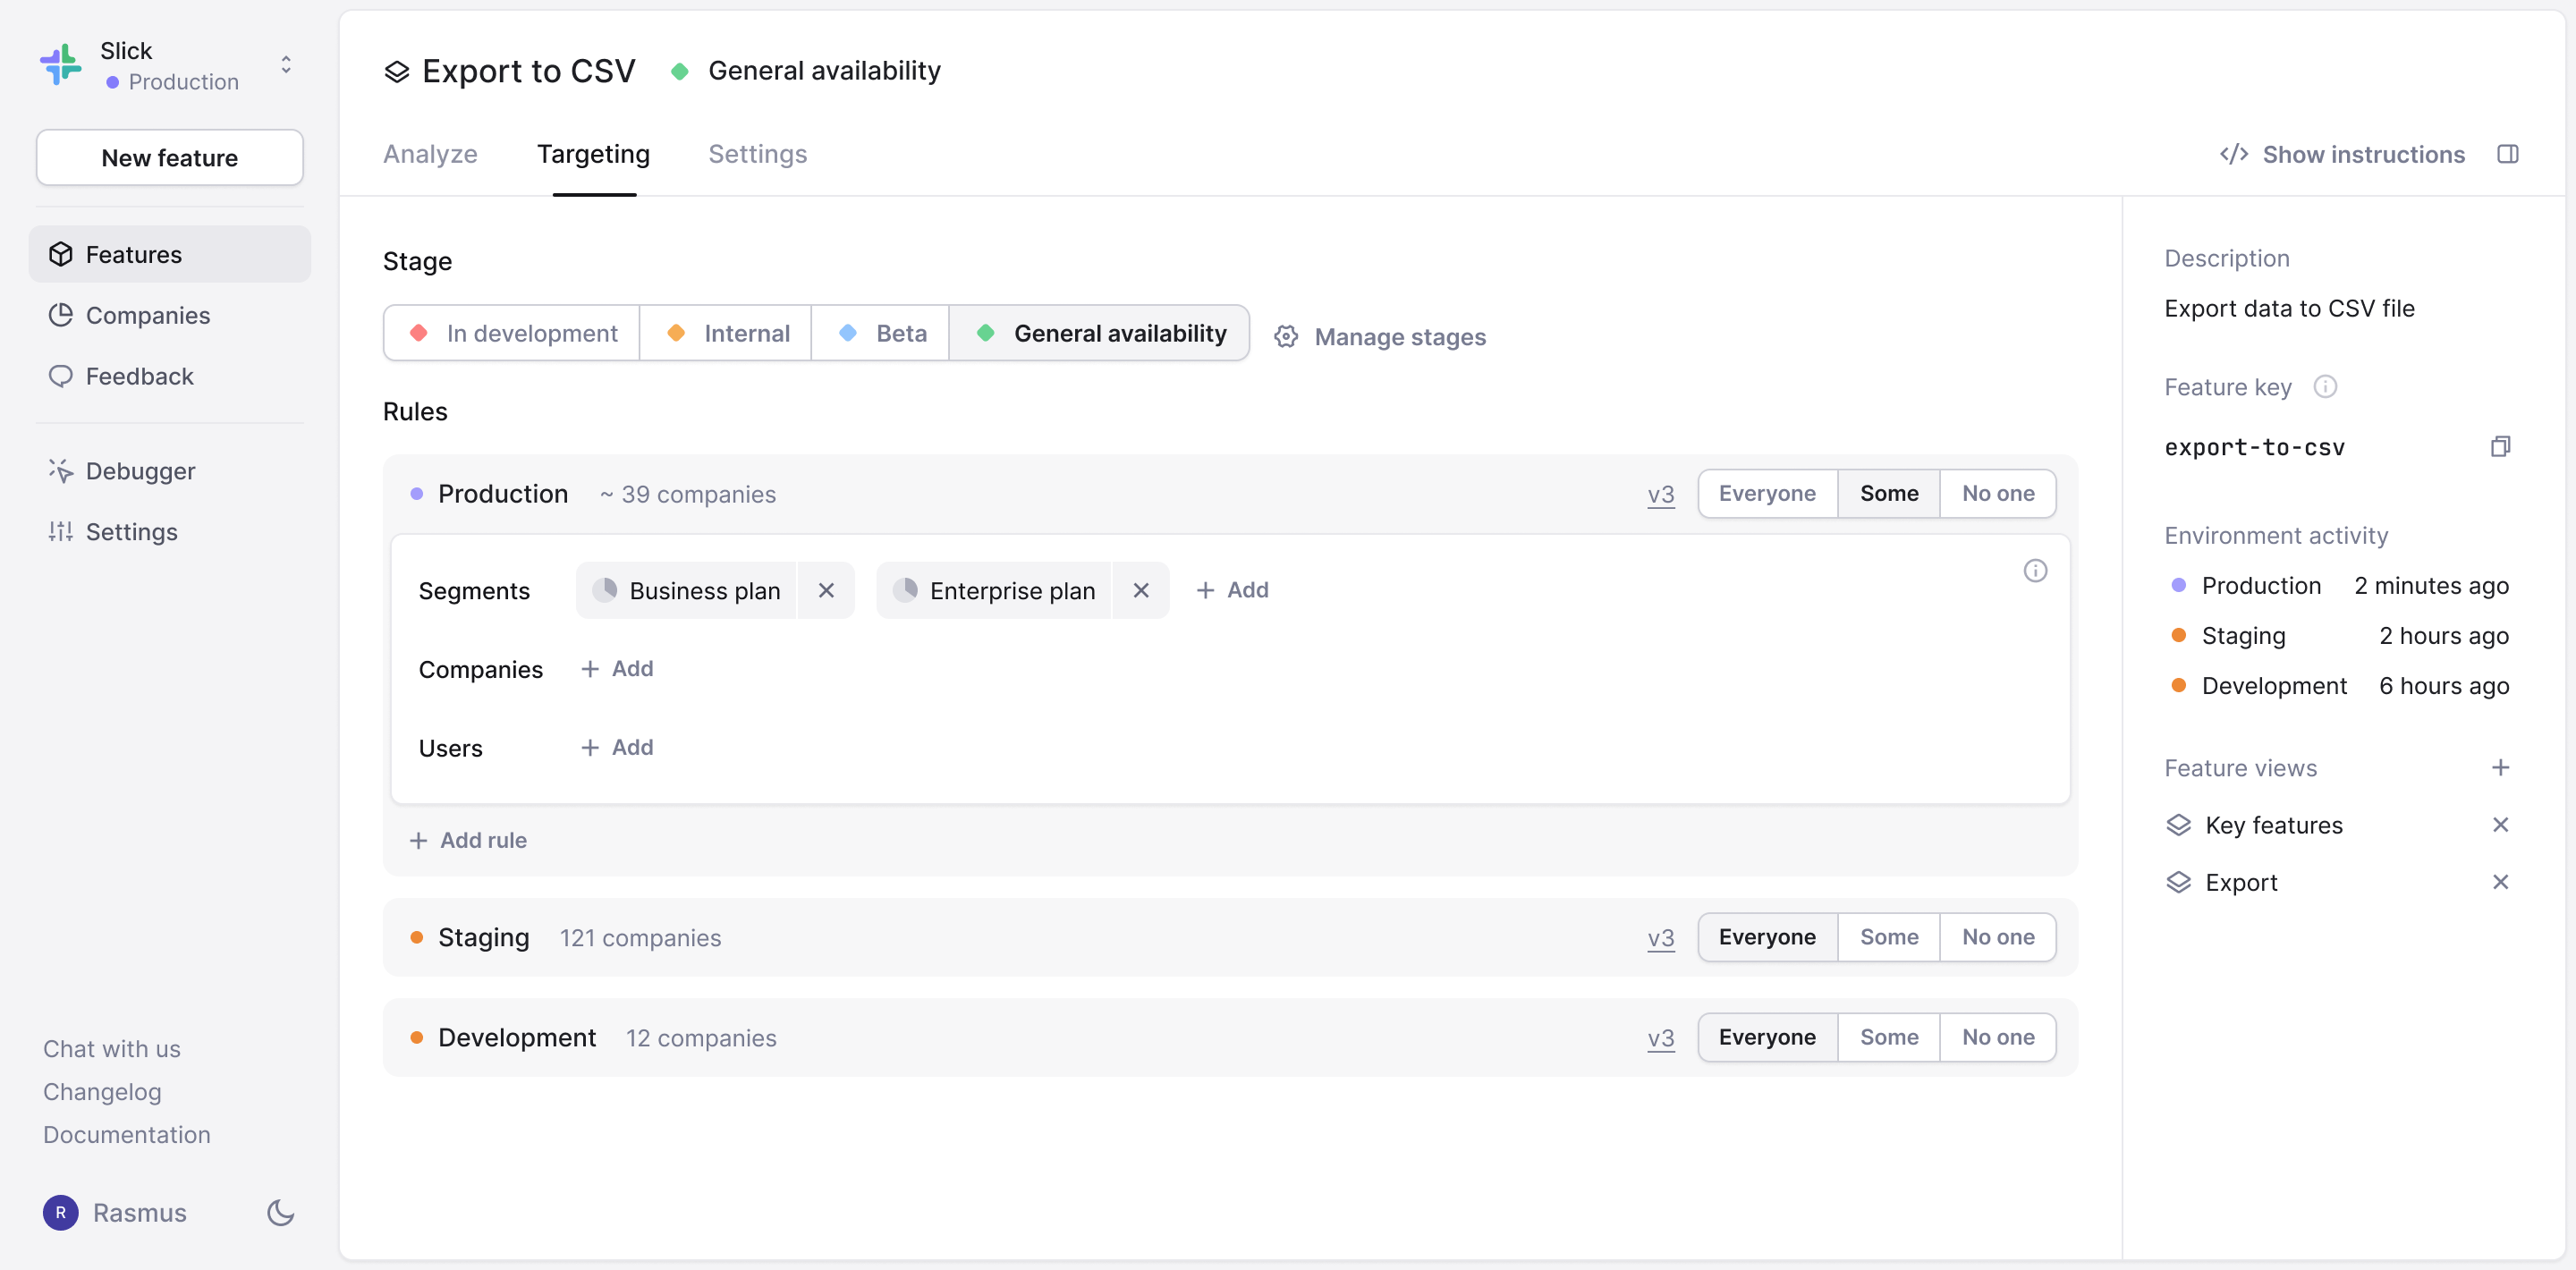 Slick
Production
New feature
Features
Companies
Feedback
Debugger
Settings
Chat with us
Changelog
Documentation
R Rasmus
Export to CSV General availability
Analyze Targeting Settings
Show instructions
Stage
In development Internal Beta General availability Manage stages
Rules
Production ~ 39 companies v3 Everyone Some No one
Segments Business plan Enterprise plan + Add
Companies + Add
Users + Add
+ Add rule
Staging 121 companies v3 Everyone Some No one
Development 12 companies v3 Everyone Some No one
Description
Export data to CSV file
Feature key
export-to-csv
Environment activity
Production 2 minutes ago
Staging 2 hours ago
Development 6 hours ago
Feature views
Key features
Export